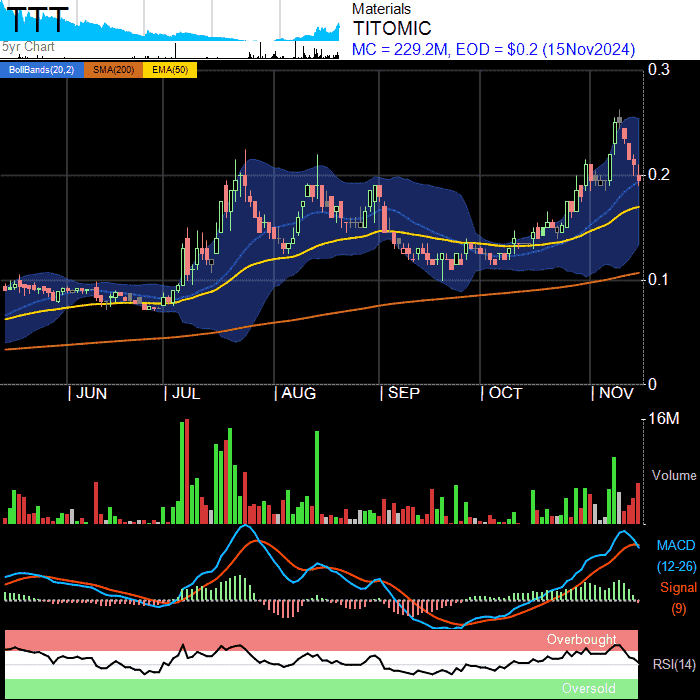 TTT
5yr Chart
Materials
TITOMIC
MC = 229.2M, EOD = $0.2 (15Nov2024)
BollBands(20,2) SMA(200) EMA(50)
0.3
0.2
0.1
0
| JUN | JUL | AUG | SEP | OCT | NOV
16M
Volume
MACD
(12-26)
Signal
(9)
Overbought
RSI(14)
Oversold